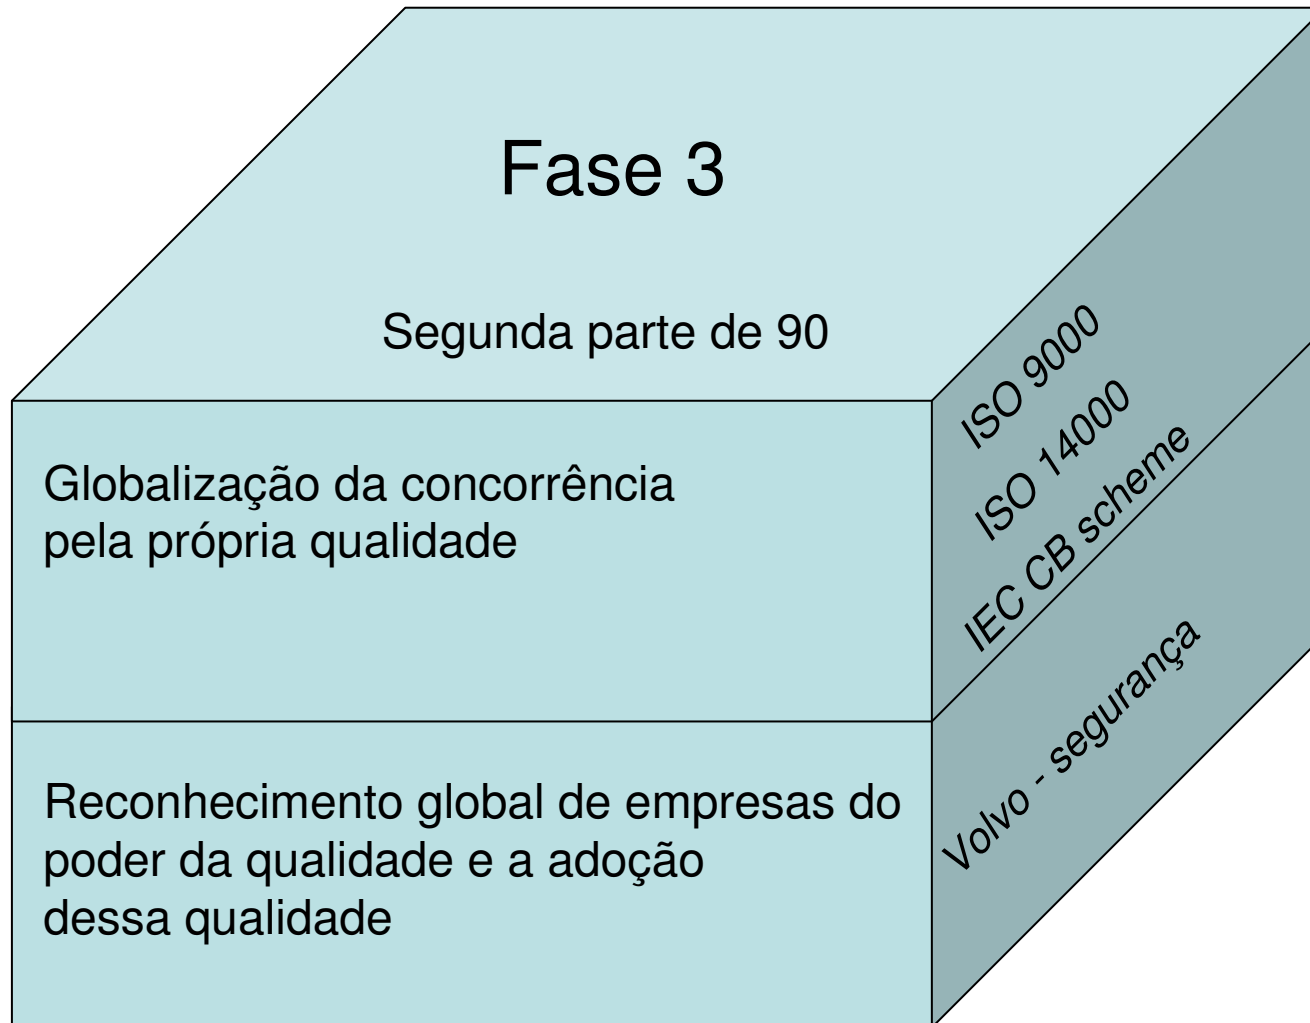 Fase 3
Segunda parte de 90
Globalização da concorrência
pela própria qualidade
ISO 9000
ISO 14000
IEC CB scheme
Reconhecimento global de empresas do
poder da qualidade e a adoção
dessa qualidade
Volvo - segurança